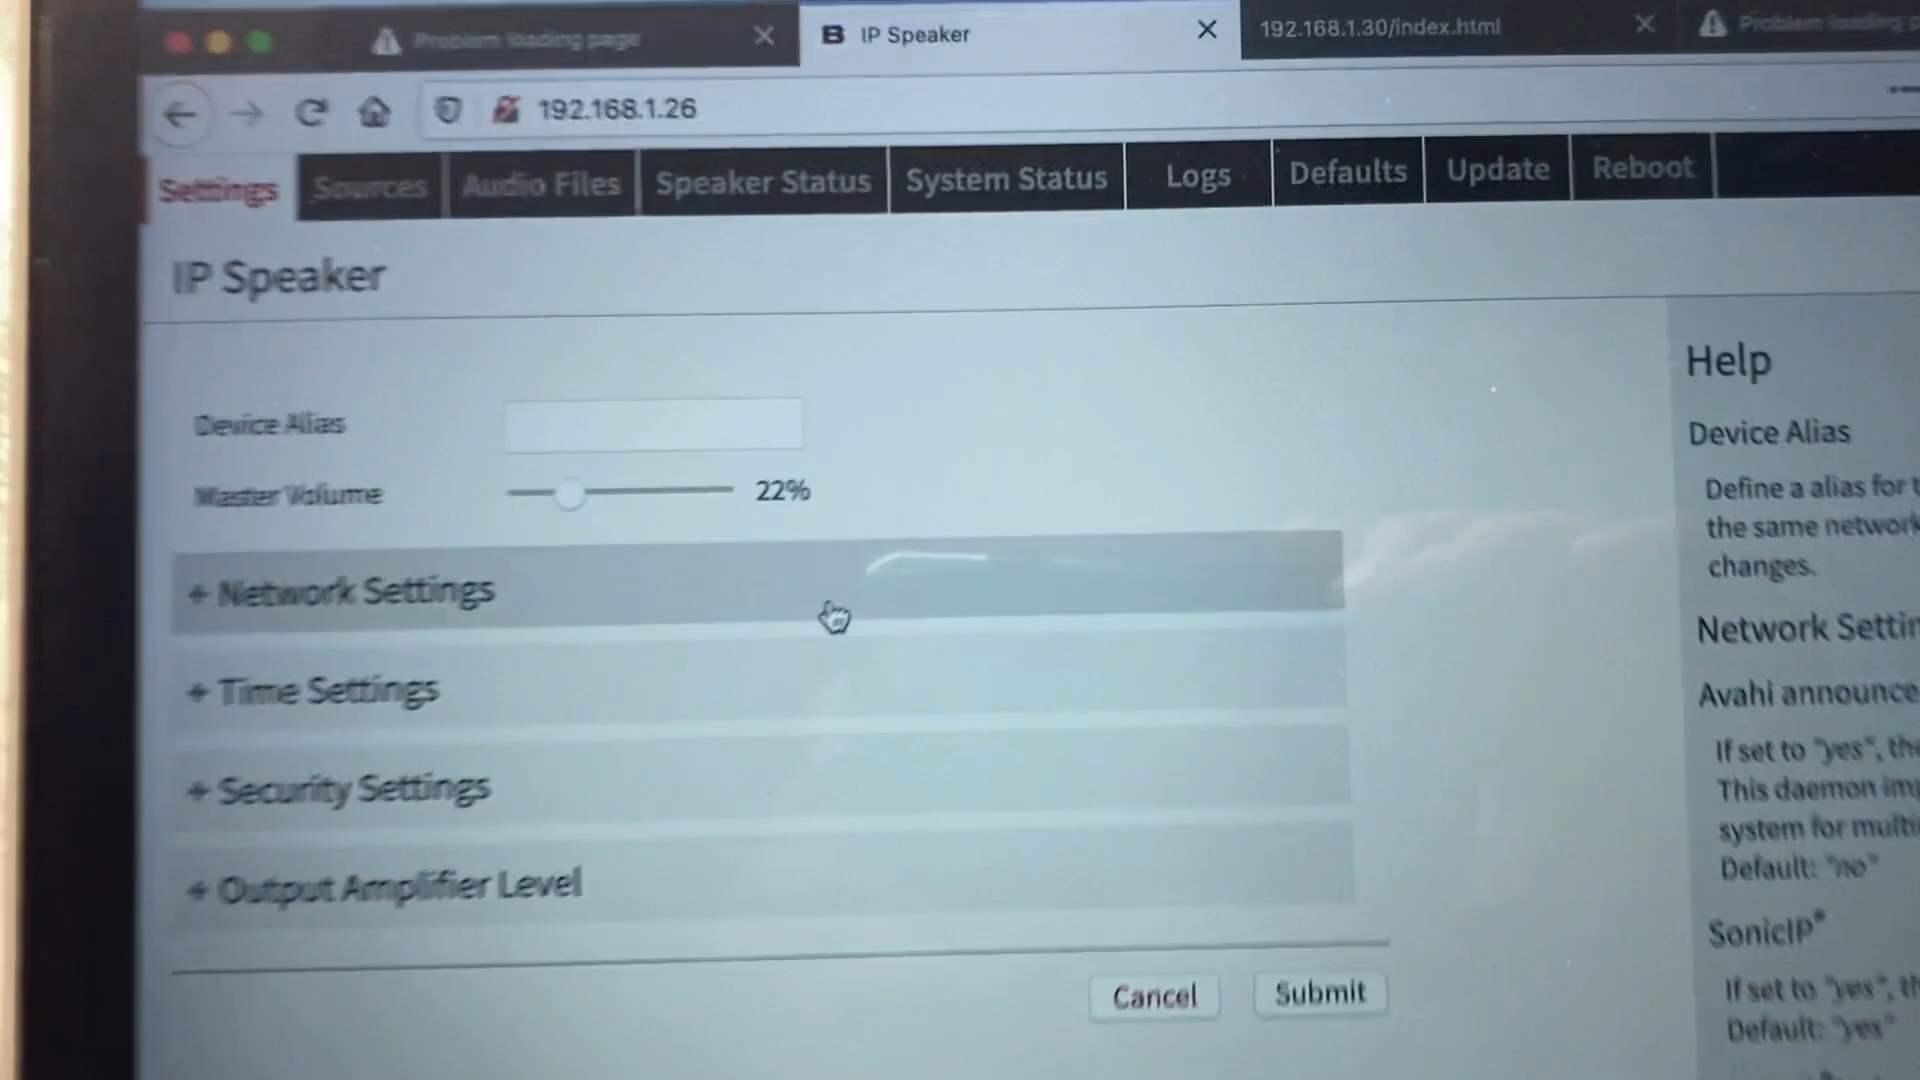 Problem loading page
B IP Speaker
192.168.1.30/index.html
Problem loading
192.168.1.26
Settings
Sources
Audio Files
Speaker Status
System Status
Logs
Defaults
Update
Reboot
IP Speaker
Device Alias
Master Volume
22%
+ Network Settings
+ Time Settings
+ Security Settings
+ Output Amplifier Level
Cancel
Submit
Help
Device Alias
Define a alias for t
the same network
changes.
Network Settin
Avahi announce
If set to "yes", the
This daemon imp
system for multi
Default: "no"
SonicIP®
If set to "yes", th
Default: "yes"